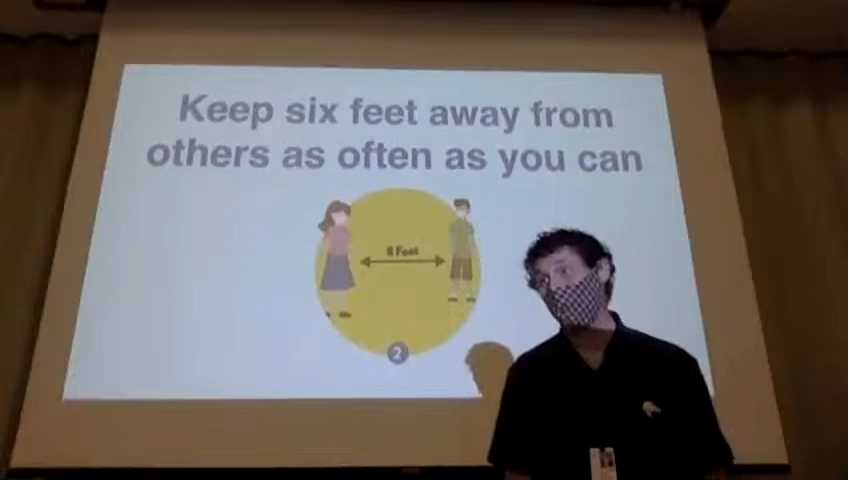 Keep six feet away from
others as often as you can
6 Feet
2